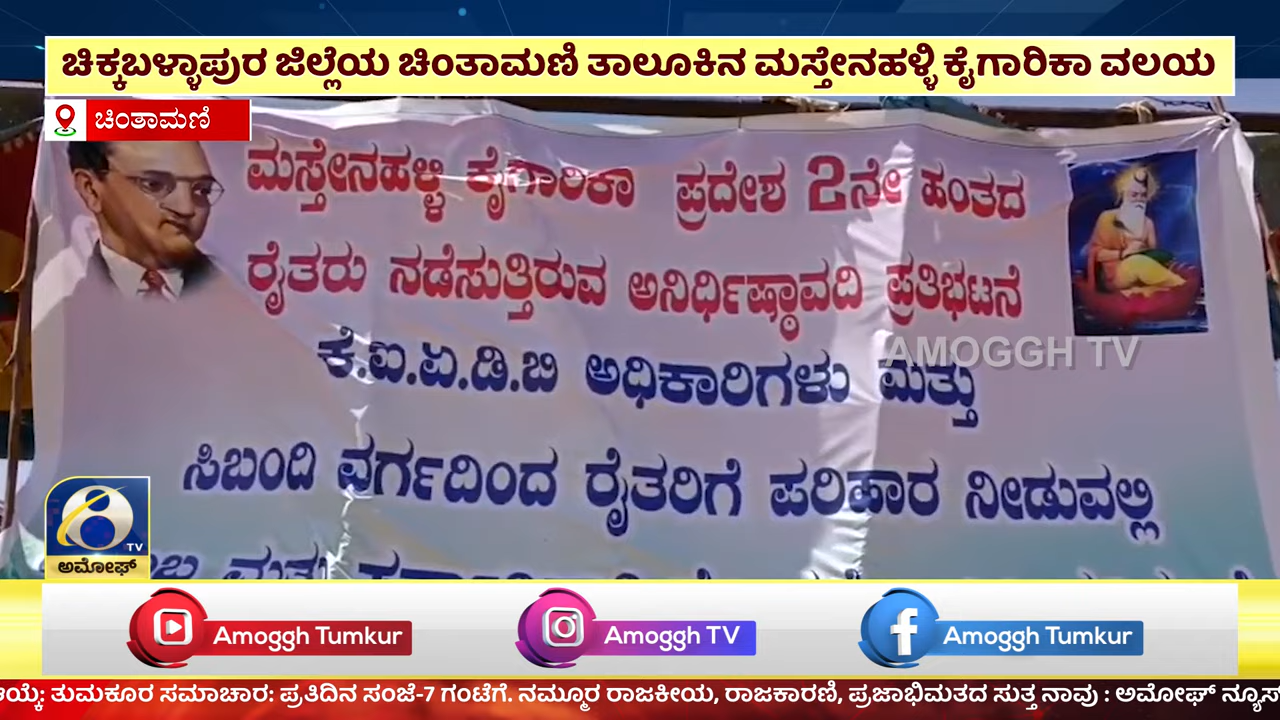 ಚಿಕ್ಕಬಳ್ಳಾಪುರ ಜಿಲ್ಲೆಯ ಚಿಂತಾಮಣಿ ತಾಲೂಕಿನ ಮಸ್ತೇನಹಳ್ಳಿ ಕೈಗಾರಿಕಾ ವಲಯ
ಚಿಂತಾಮಣಿ
ಮಸ್ತೇನಹಳ್ಳಿ ಕೈಗಾರಿಕಾ ಪ್ರದೇಶ 2ನೇ ಹಂತದ
ರೈತರು ನಡೆಸುತ್ತಿರುವ ಅನಿರ್ಧಿಷ್ಠಾವದಿ ಪ್ರತಿಭಟನೆ
AMOGGH TV
ಕೆ.ಐ.ಏ.ಡಿ.ಬಿ ಅಧಿಕಾರಿಗಳು ಮತ್ತು
ಸಿಬಂದಿ ವರ್ಗದಿಂದ ರೈತರಿಗೆ ಪರಿಹಾರ ನೀಡುವಲ್ಲಿ
TV
ಅಮೋಘ್
Amoggh Tumkur
Amoggh TV
Amoggh Tumkur
ತುಮಕೂರ ಸಮಾಚಾರ: ಪ್ರತಿದಿನ ಸಂಜೆ-7 ಗಂಟೆಗೆ. ನಮ್ಮೂರ ರಾಜಕೀಯ, ರಾಜಕಾರಣಿ, ಪ್ರಜಾಭಿಮತದ ಸುತ್ತ ನಾವು : ಅಮೋಘ್ ನ್ಯೂಸ್